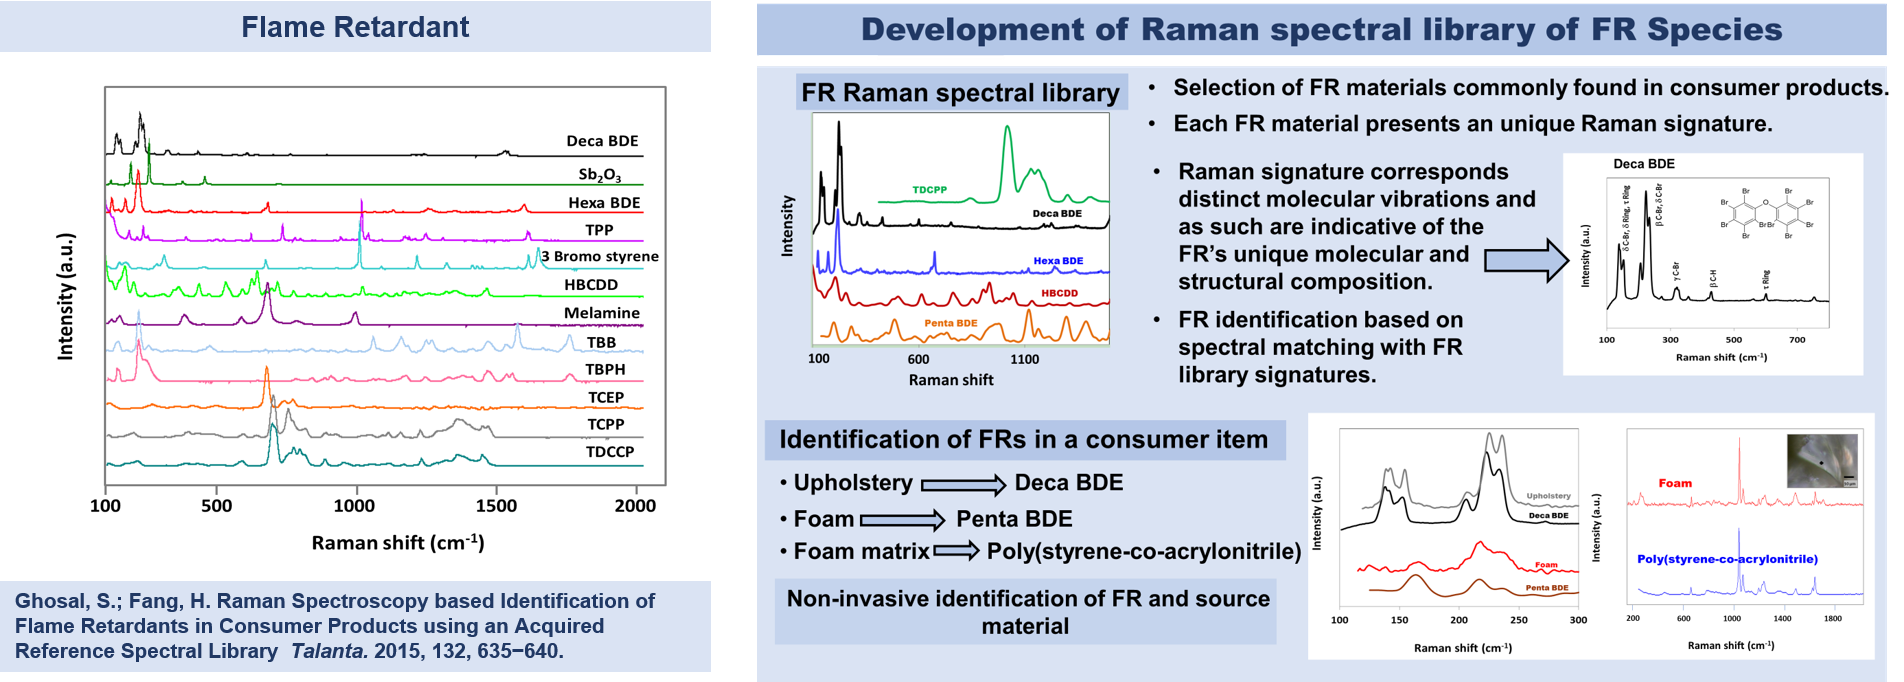 Flame Retardant
Intensity (a.u.)
Deca BDE
Sb2O3
Hexa BDE
TPP
3 Bromo styrene
HBCDD
Melamine
TBB
TBPH
TCEP
TCPP
TDCCP
100 500 1000 1500 2000
Raman shift (cm-1)
Ghosal, S.; Fang, H. Raman Spectroscopy based Identification of
Flame Retardants in Consumer Products using an Acquired
Reference Spectral Library Talanta. 2015, 132, 635−640.
Development of Raman spectral library of FR Species
FR Raman spectral library
Intensity
TDCPP
Deca BDE
Hexa BDE
HBCDD
Penta BDE
100 600 1100
Raman shift
• Selection of FR materials commonly found in consumer products.
• Each FR material presents an unique Raman signature.
• Raman signature corresponds
distinct molecular vibrations and
as such are indicative of the
FR’s unique molecular and
structural composition.
• FR identification based on
spectral matching with FR
library signatures.
Deca BDE
Intensity (a.u.)
δ C-Br, δ Ring, τ Ring
β C-Br, δ C-Br
γ C-Br
β C-H
τ Ring
Br Br
Br O Br
Br Br
Br Br Br Br
100 300 500 700
Raman shift (cm-1)
Identification of FRs in a consumer item
• Upholstery Deca BDE
• Foam Penta BDE
• Foam matrix Poly(styrene-co-acrylonitrile)
Non-invasive identification of FR and source
material
Intensity (a.u.)
Upholstery
Deca BDE
Foam
Penta BDE
100 150 200 250 300
Raman shift (cm-1)
Intensity (a.u.)
Foam
Poly(styrene-co-acrylonitrile)
200 600 1000 1400 1800
Raman shift (cm-1)